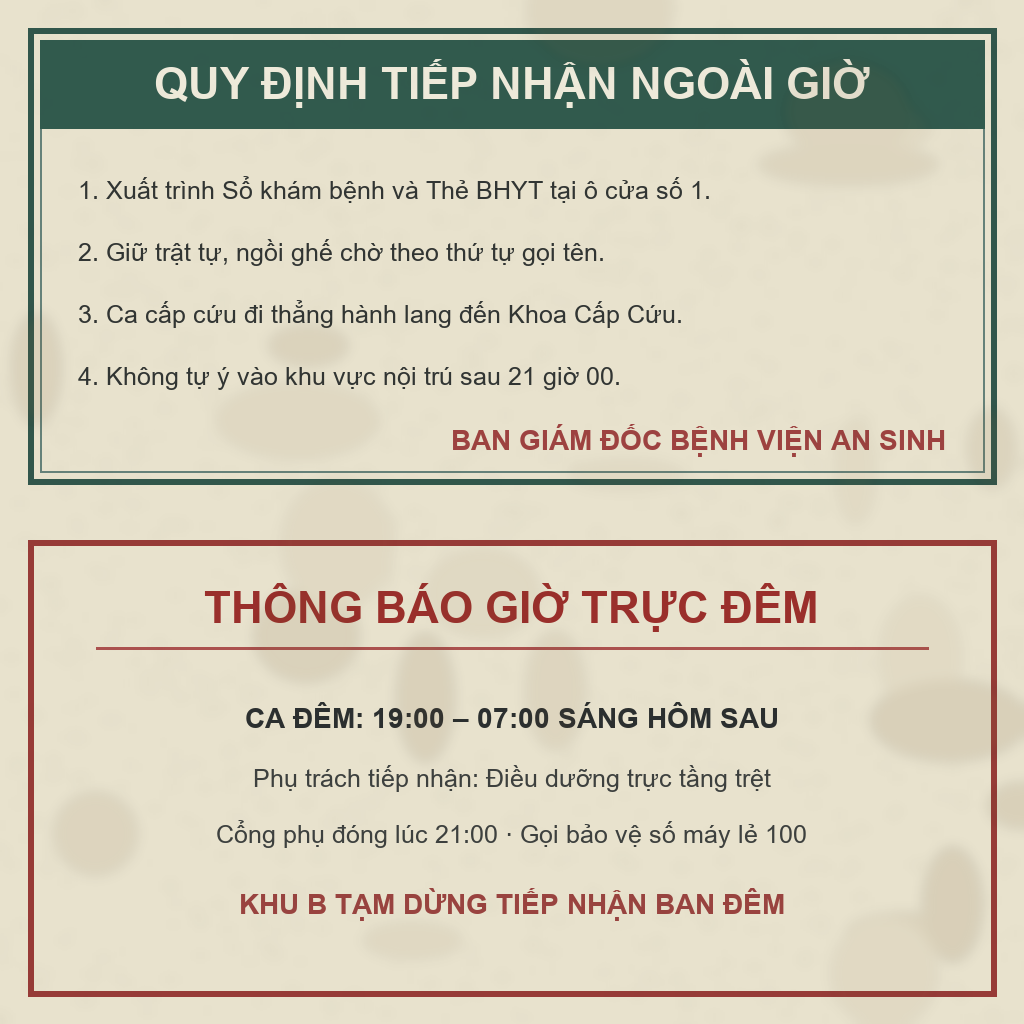 QUY ĐỊNH TIẾP NHẬN NGOÀI GIỜ
1. Xuất trình Sổ khám bệnh và Thẻ BHYT tại ô cửa số 1.
2. Giữ trật tự, ngồi ghế chờ theo thứ tự gọi tên.
3. Ca cấp cứu đi thẳng hành lang đến Khoa Cấp Cứu.
4. Không tự ý vào khu vực nội trú sau 21 giờ 00.
BAN GIÁM ĐỐC BỆNH VIỆN AN SINH
THÔNG BÁO GIỜ TRỰC ĐÊM
CA ĐÊM: 19:00 – 07:00 SÁNG HÔM SAU
Phụ trách tiếp nhận: Điều dưỡng trực tầng trệt
Cổng phụ đóng lúc 21:00 · Gọi bảo vệ số máy lẻ 100
KHU B TẠM DỪNG TIẾP NHẬN BAN ĐÊM